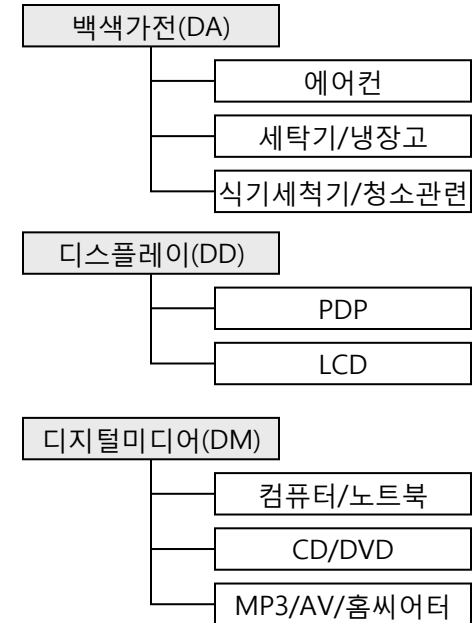 백색가전(DA)
에어컨
세탁기/냉장고
식기세척기/청소관련
디스플레이(DD)
PDP
LCD
디지털미디어(DM)
컴퓨터/노트북
CD/DVD
MP3/AV/홈씨어터